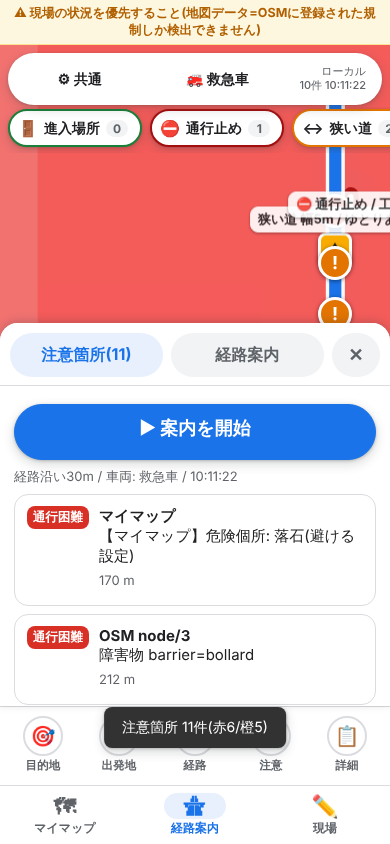 ⚠ 現場の状況を優先すること(地図データ=OSMに登録された規
制しか検出できません)
⚙ 共通
🚒 救急車
ローカル
10件 10:11:22
🚪 進入場所 0
⛔ 通行止め 1
↔ 狭い道
⛔ 通行止め / 工
狭い道 幅5m / ゆとり
!
!
注意箇所(11)
経路案内
✕
▶ 案内を開始
経路沿い30m / 車両: 救急車 / 10:11:22
通行困難
マイマップ
【マイマップ】危険個所: 落石(避ける
設定)
170 m
通行困難
OSM node/3
障害物 barrier=bollard
212 m
注意箇所 11件(赤6/橙5)
目的地
出発地
経路
注意
詳細
マイマップ
経路案内
現場